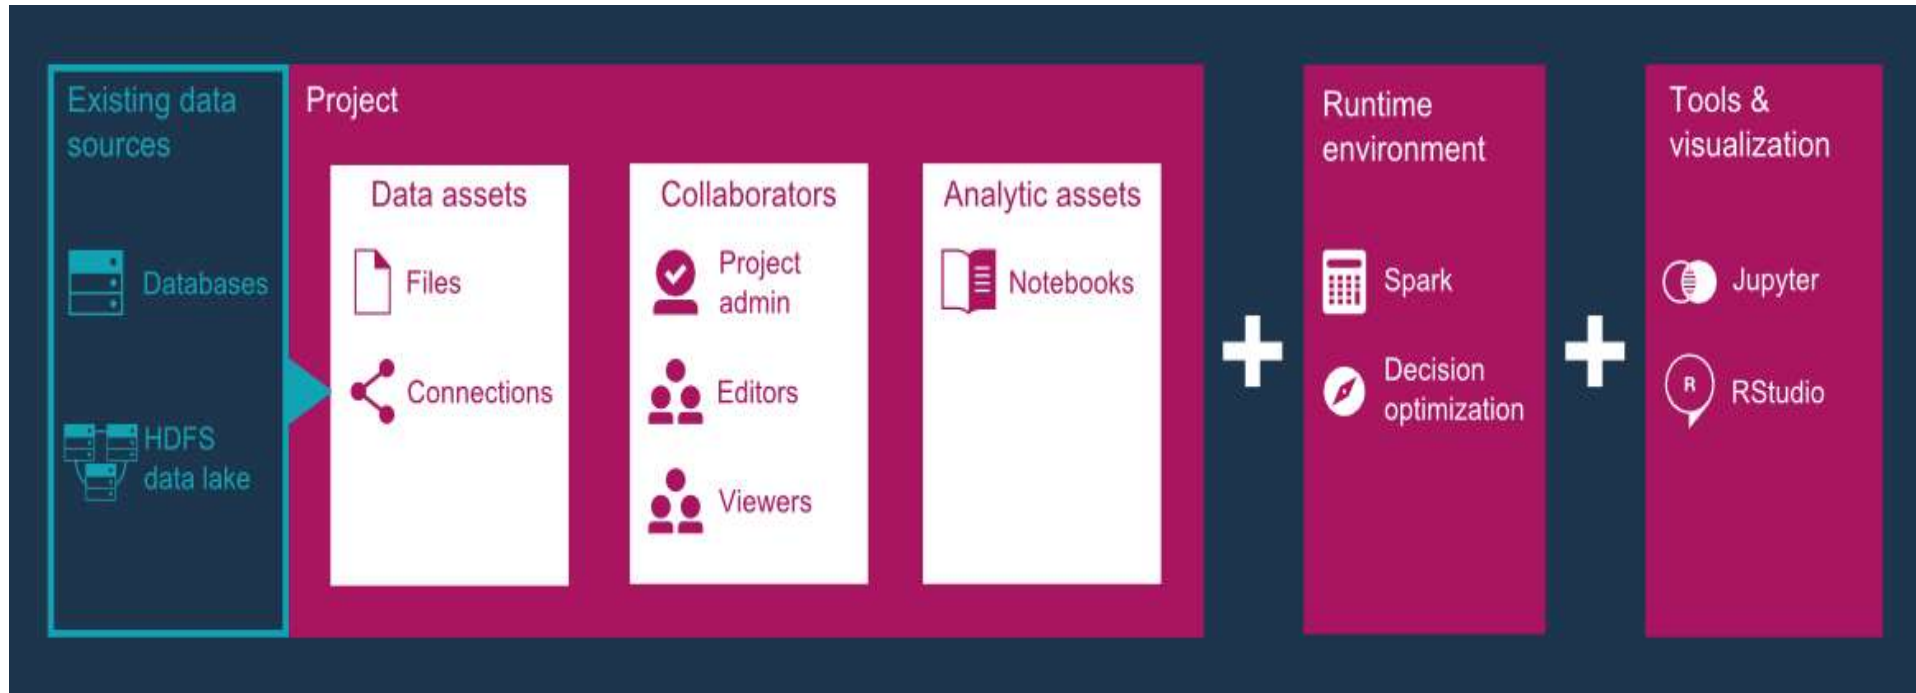 Existing data
sources
Databases
HDFS
data lake
Project
Data assets
Files
Connections
Collaborators
Project
admin
Editors
Viewers
Analytic assets
Notebooks
Runtime
environment
Spark
Decision
optimization
Tools &
visualization
Jupyter
R
RStudio